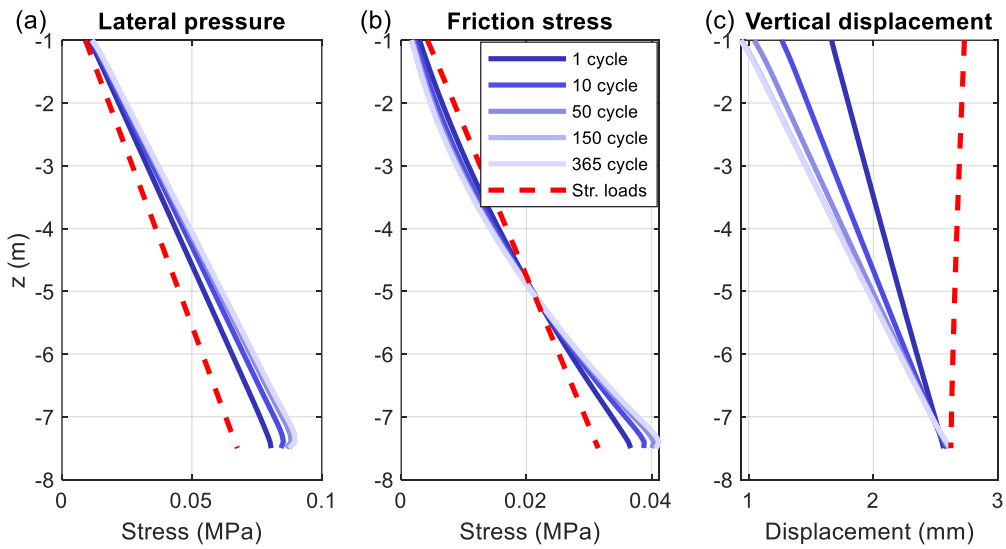 (a) Lateral pressure
(b) Friction stress
(c) Vertical displacement
-1
-2
-3
-4
-5
-6
-7
-8
z (m)
0 0.05 0.1
Stress (MPa)
-1
-2
-3
-4
-5
-6
-7
-8
0 0.02 0.04
Stress (MPa)
1 cycle
10 cycle
50 cycle
150 cycle
365 cycle
Str. loads
-1
-2
-3
-4
-5
-6
-7
-8
1 2 3
Displacement (mm)